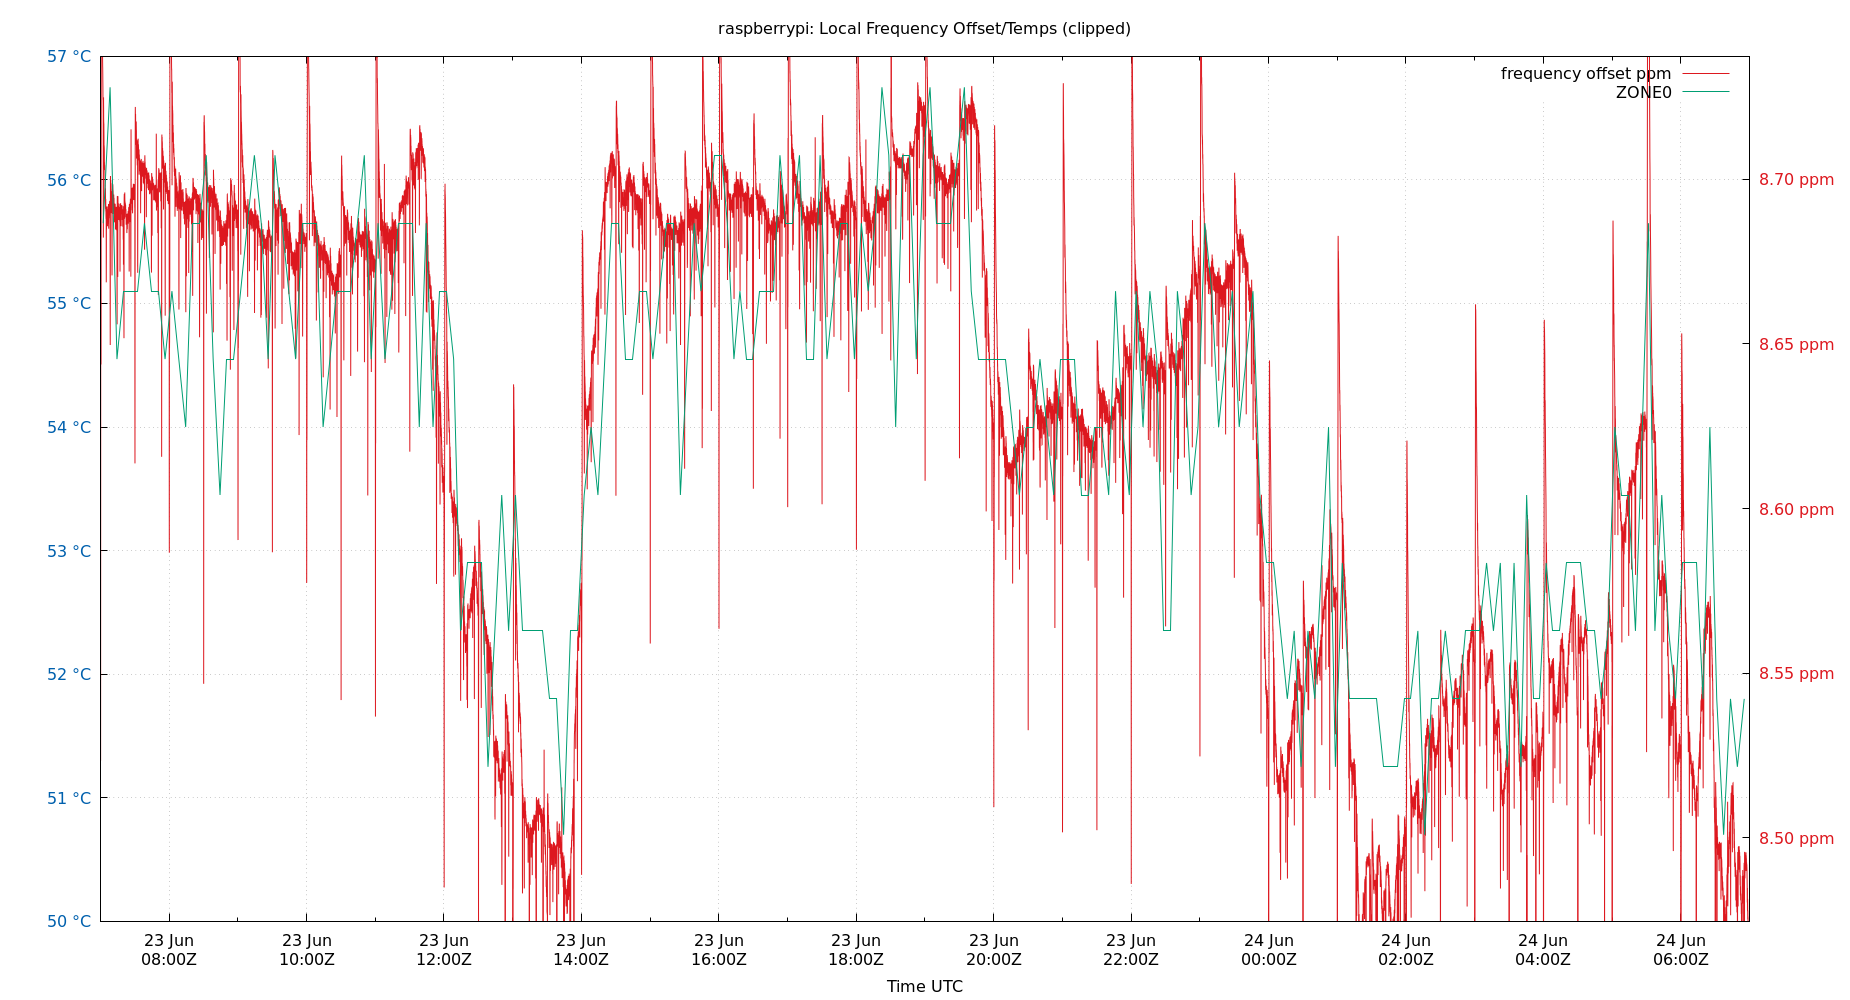 raspberrypi: Local Frequency Offset/Temps (clipped)
frequency offset ppm
ZONE0
57 °C
56 °C
55 °C
54 °C
53 °C
52 °C
51 °C
50 °C
8.70 ppm
8.65 ppm
8.60 ppm
8.55 ppm
8.50 ppm
23 Jun 23 Jun 23 Jun 23 Jun 23 Jun 23 Jun 23 Jun 23 Jun 24 Jun 24 Jun 24 Jun 24 Jun
08:00Z 10:00Z 12:00Z 14:00Z 16:00Z 18:00Z 20:00Z 22:00Z 00:00Z 02:00Z 04:00Z 06:00Z
Time UTC